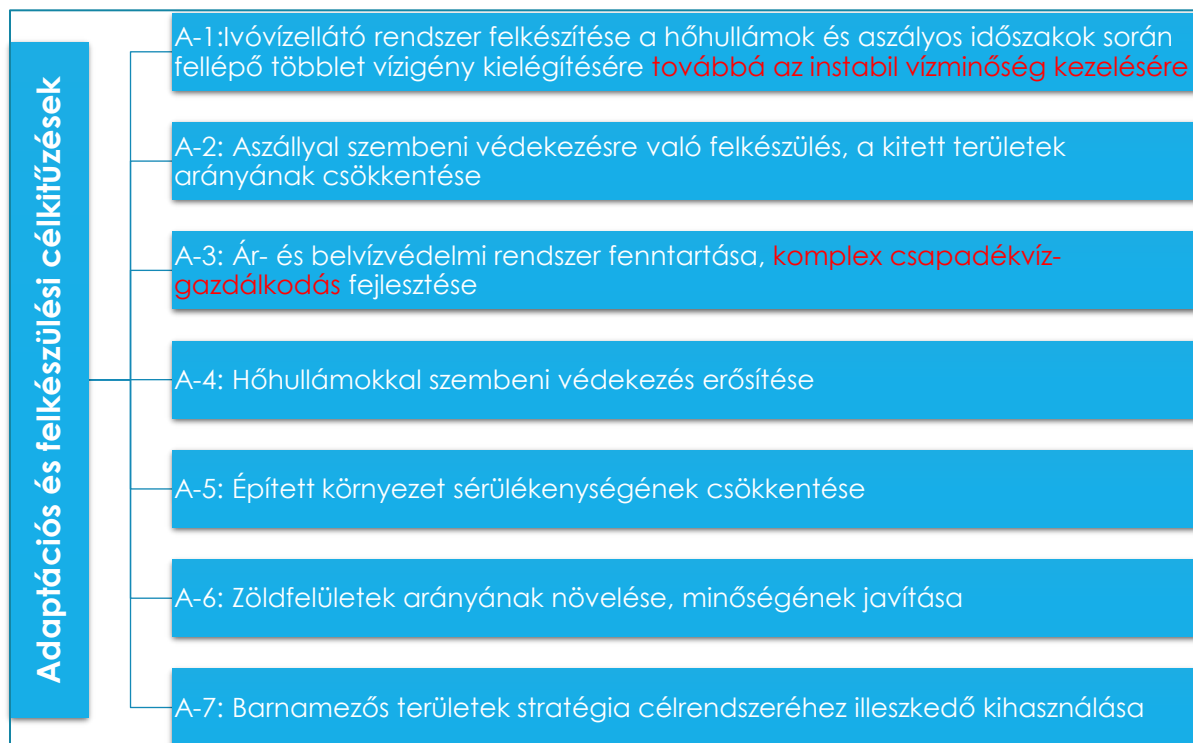 Adaptációs és felkészülési célkitűzések
A-1:Ivóvízellátó rendszer felkészítése a hőhullámok és aszályos időszakok során
fellépő többlet vízigény kielégítésére továbbá az instabil vízminőség kezelésére
A-2: Aszállyal szembeni védekezésre való felkészülés, a kitett területek
arányának csökkentése
A-3: Ár- és belvízvédelmi rendszer fenntartása, komplex csapadékvíz-
gazdálkodás fejlesztése
A-4: Hőhullámokkal szembeni védekezés erősítése
A-5: Épített környezet sérülékenységének csökkentése
A-6: Zöldfelületek arányának növelése, minőségének javítása
A-7: Barnamezős területek stratégia célrendszeréhez illeszkedő kihasználása